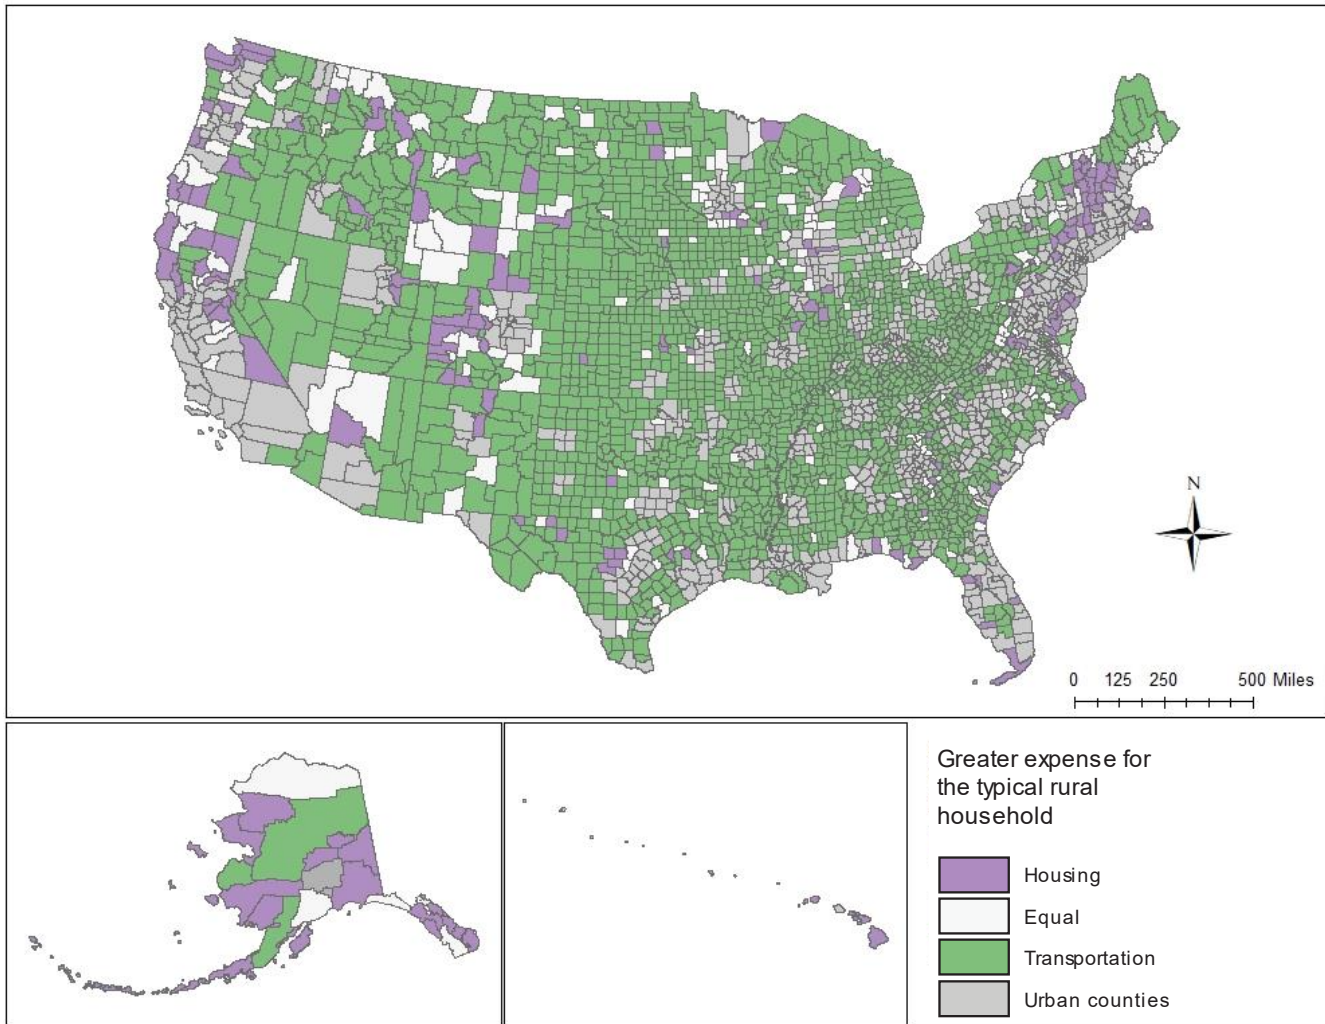 N
0 125 250 500 Miles
Greater expense for
the typical rural
household
Housing
Equal
Transportation
Urban counties